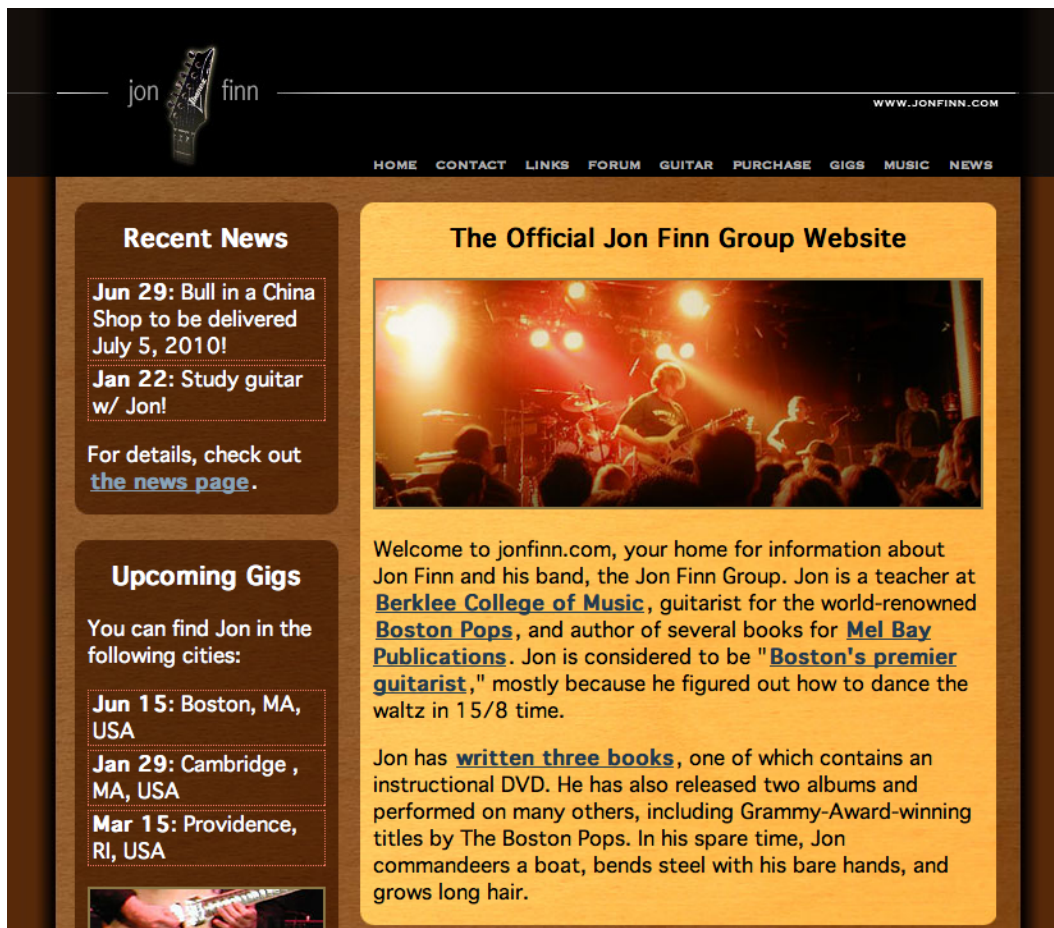 jon finn
WWW.JONFINN.COM
HOME CONTACT LINKS FORUM GUITAR PURCHASE GIGS MUSIC NEWS
Recent News
Jun 29: Bull in a China
Shop to be delivered
July 5, 2010!
Jan 22: Study guitar
w/ Jon!
For details, check out
the news page.
Upcoming Gigs
You can find Jon in the
following cities:
Jun 15: Boston, MA,
USA
Jan 29: Cambridge ,
MA, USA
Mar 15: Providence,
RI, USA
The Official Jon Finn Group Website
Welcome to jonfinn.com, your home for information about
Jon Finn and his band, the Jon Finn Group. Jon is a teacher at
Berklee College of Music, guitarist for the world-renowned
Boston Pops, and author of several books for Mel Bay
Publications. Jon is considered to be "Boston's premier
guitarist," mostly because he figured out how to dance the
waltz in 15/8 time.
Jon has written three books, one of which contains an
instructional DVD. He has also released two albums and
performed on many others, including Grammy-Award-winning
titles by The Boston Pops. In his spare time, Jon
commandeers a boat, bends steel with his bare hands, and
grows long hair.